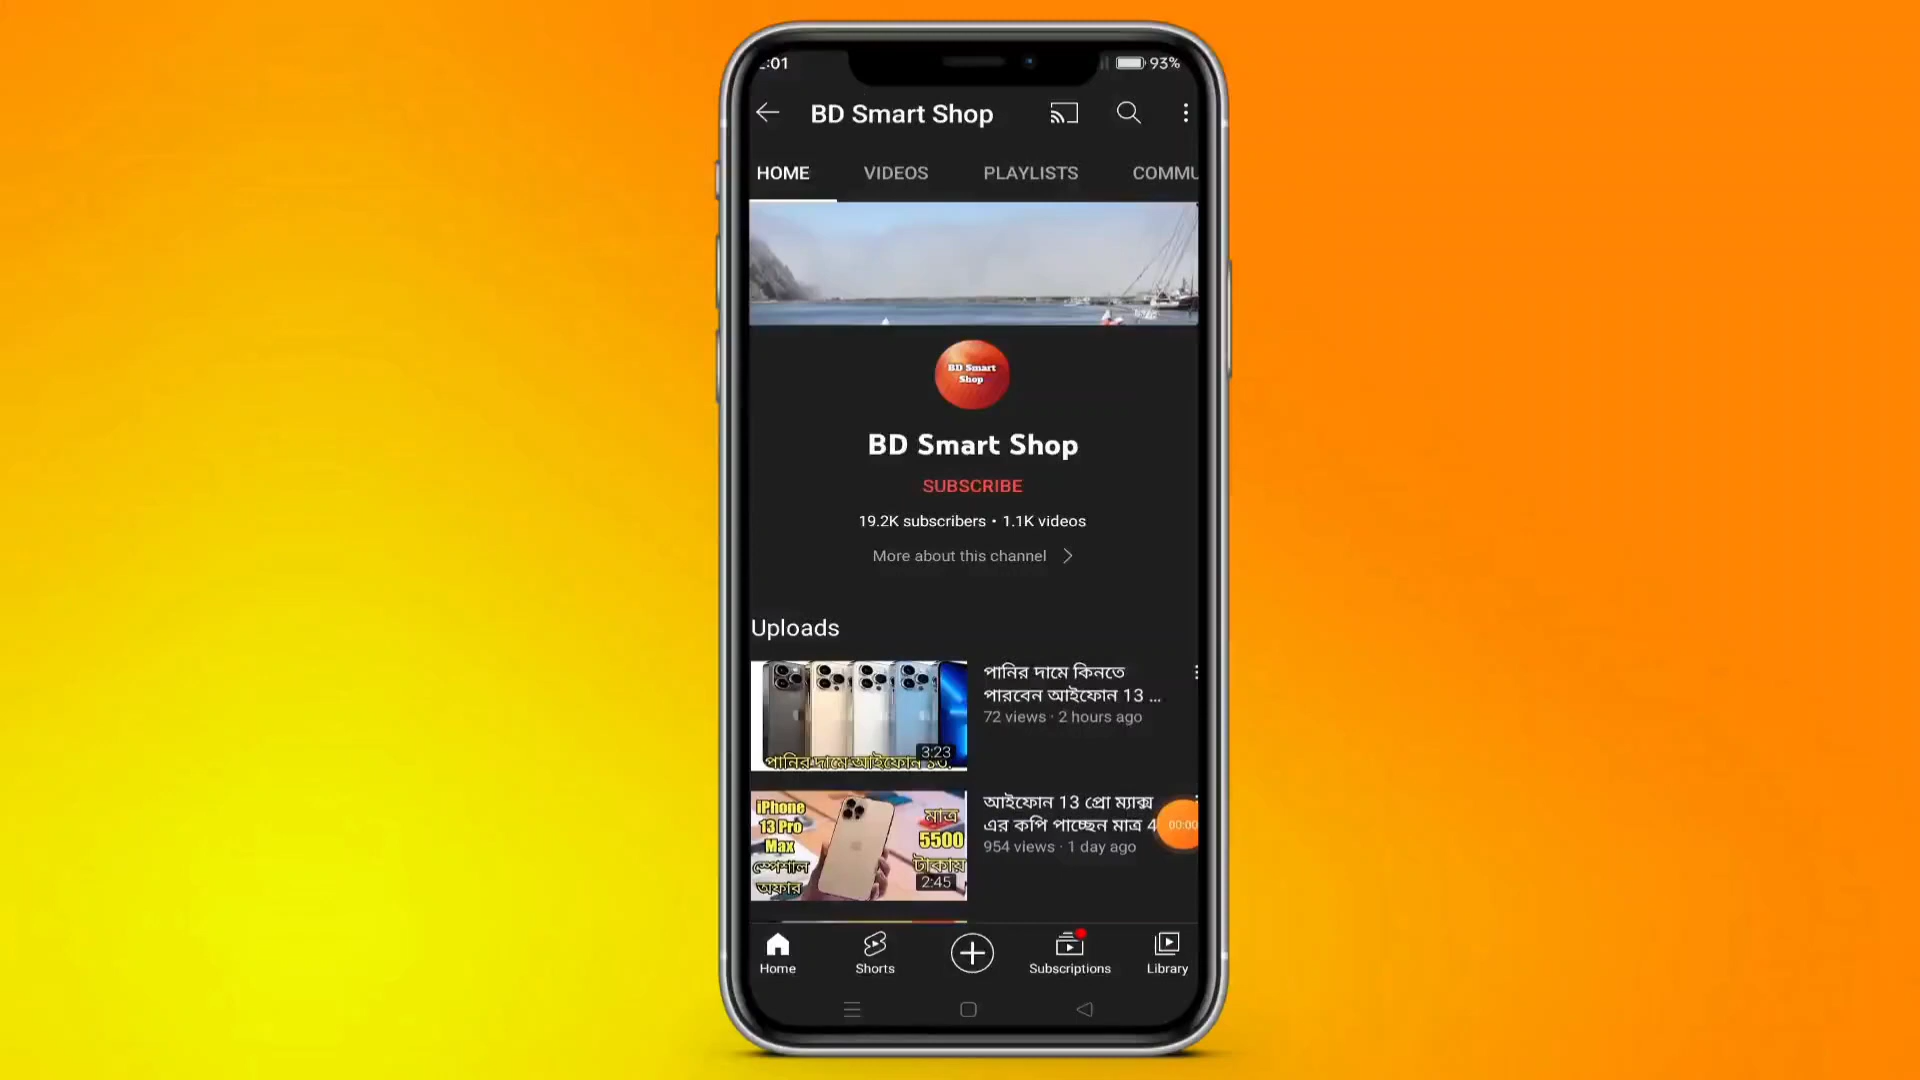 :01
93%
BD Smart Shop
HOME
VIDEOS
PLAYLISTS
COMMU
BD Smart
Shop
BD Smart Shop
SUBSCRIBE
19.2K subscribers • 1.1K videos
More about this channel
Uploads
পানির দামে আইফোন ১৩.
3:23
পানির দামে কিনতে
পারবেন আইফোন 13 ...
72 views · 2 hours ago
iPhone
13 Pro
Max
স্পেশাল
অফার
মাত্র
5500
টাকায়
2:45
আইফোন 13 প্রো ম্যাক্স
এর কপি পাচ্ছেন মাত্র 4
954 views · 1 day ago
00:00
Home
Shorts
Subscriptions
Library